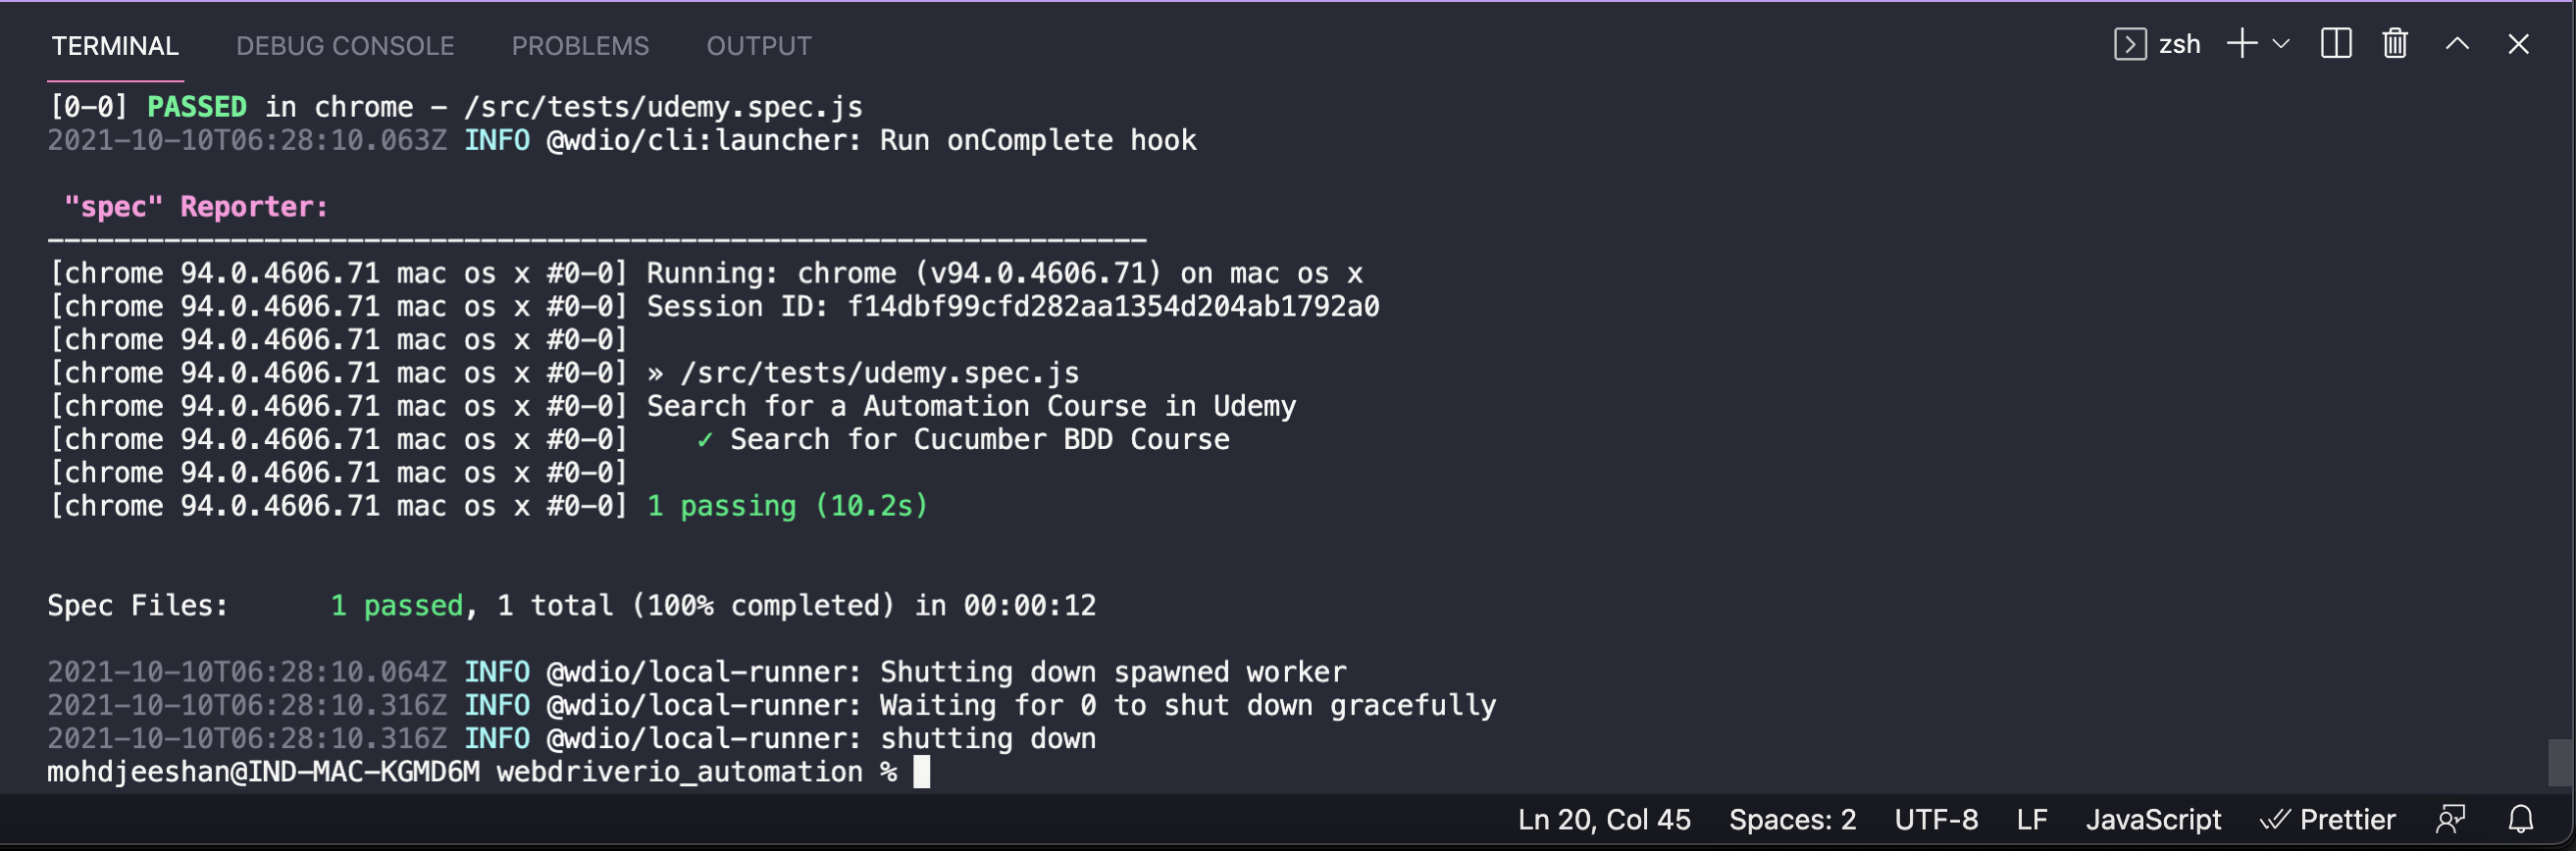 TERMINAL DEBUG CONSOLE PROBLEMS OUTPUT zsh
[0-0] PASSED in chrome - /src/tests/udemy.spec.js
2021-10-10T06:28:10.063Z INFO @wdio/cli:launcher: Run onComplete hook
"spec" Reporter:
------------------------------------------------------------------
[chrome 94.0.4606.71 mac os x #0-0] Running: chrome (v94.0.4606.71) on mac os x
[chrome 94.0.4606.71 mac os x #0-0] Session ID: f14dbf99cfd282aa1354d204ab1792a0
[chrome 94.0.4606.71 mac os x #0-0]
[chrome 94.0.4606.71 mac os x #0-0] » /src/tests/udemy.spec.js
[chrome 94.0.4606.71 mac os x #0-0] Search for a Automation Course in Udemy
[chrome 94.0.4606.71 mac os x #0-0] ✓ Search for Cucumber BDD Course
[chrome 94.0.4606.71 mac os x #0-0]
[chrome 94.0.4606.71 mac os x #0-0] 1 passing (10.2s)
Spec Files: 1 passed, 1 total (100% completed) in 00:00:12
2021-10-10T06:28:10.064Z INFO @wdio/local-runner: Shutting down spawned worker
2021-10-10T06:28:10.316Z INFO @wdio/local-runner: Waiting for 0 to shut down gracefully
2021-10-10T06:28:10.316Z INFO @wdio/local-runner: shutting down
mohdjeeshan@IND-MAC-KGMD6M webdriverio_automation %
Ln 20, Col 45 Spaces: 2 UTF-8 LF JavaScript Prettier